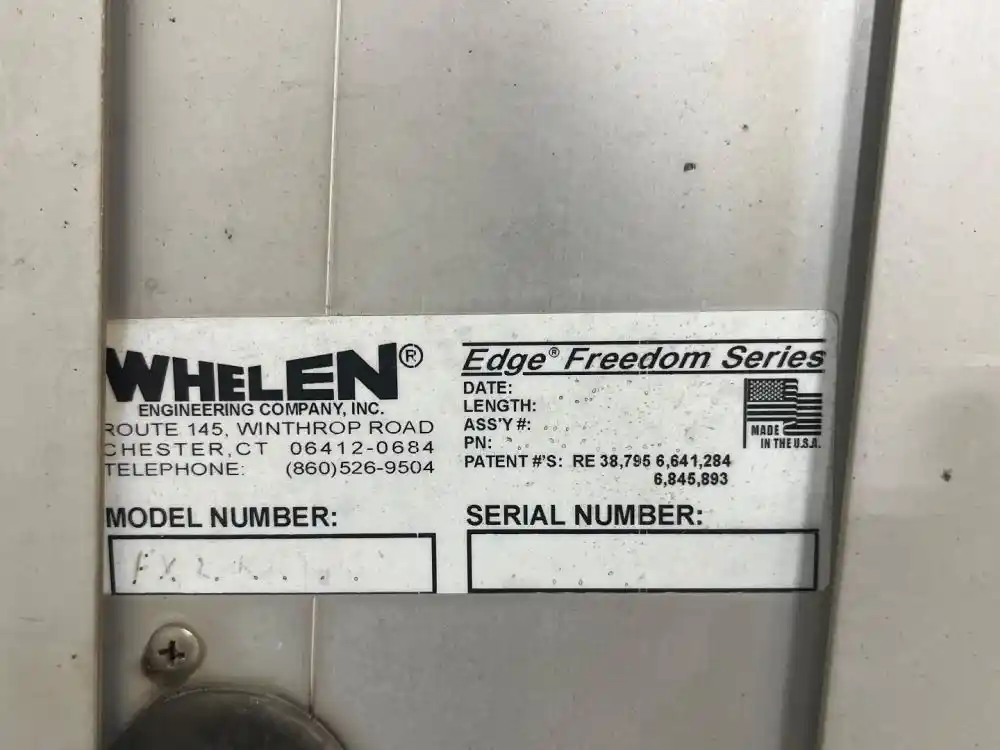 WHELEN®
ENGINEERING COMPANY, INC.
ROUTE 145, WINTHROP ROAD
CHESTER, CT 06412-0684
TELEPHONE: (860)526-9504
MODEL NUMBER:
Edge® Freedom Series
DATE:
LENGTH:
ASS'Y #:
PN:
PATENT #'S: RE 38,795 6,641,284
6,845,893
MADE
IN THE U.S.A.
SERIAL NUMBER: